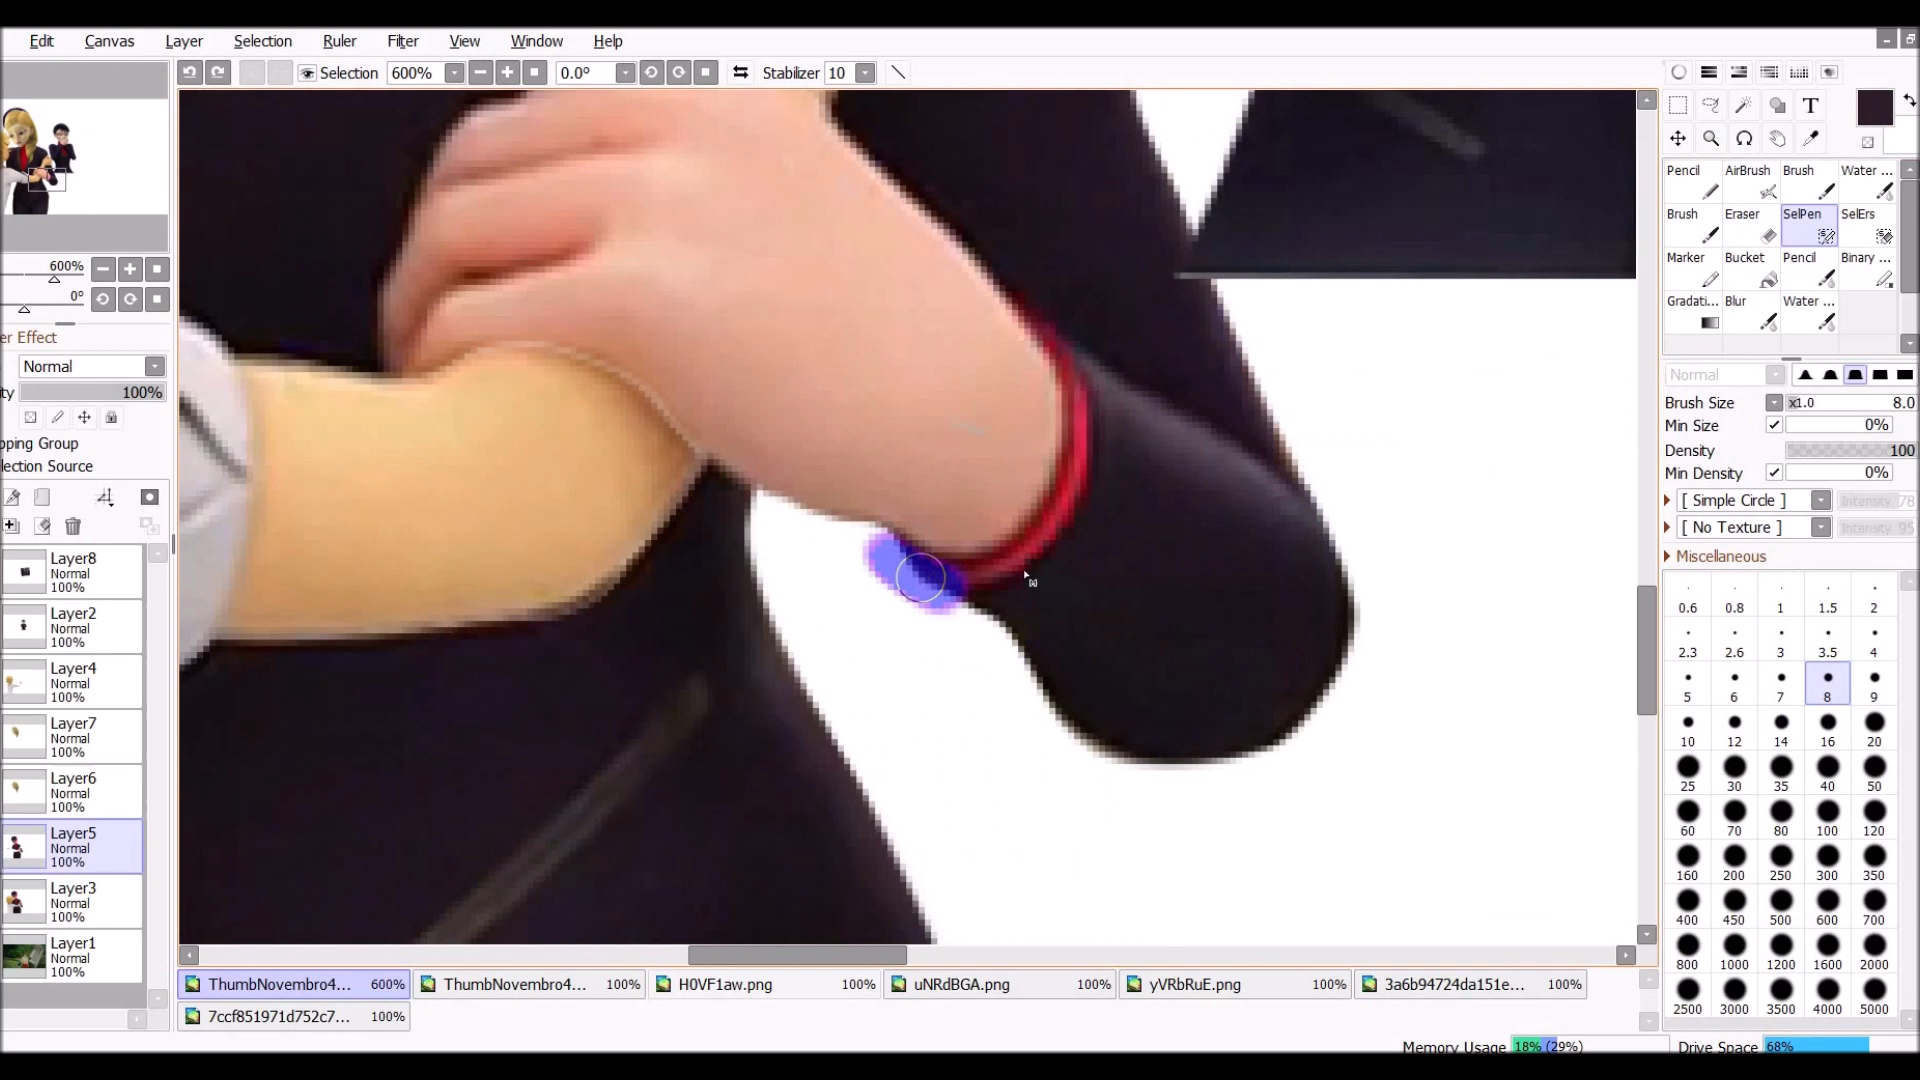 Edit Canvas Layer Selection Ruler Filter View Window Help
Selection 600% 0.0° Stabilizer 10
600%
0°
er Effect
Normal
ty 100%
pping Group
lection Source
Layer8
Normal
100%
Layer2
Normal
100%
Layer4
Normal
100%
Layer7
Normal
100%
Layer6
Normal
100%
Layer5
Normal
100%
Layer3
Normal
100%
Layer1
Normal
100%
T
Pencil AirBrush Brush Water ...
Brush Eraser SelPen SelErs
Marker Bucket Pencil Binary ...
Gradati... Blur Water ...
Normal
Brush Size x1.0 8.0
Min Size 0%
Density 100
Min Density 0%
[ Simple Circle ] Intensity 78
[ No Texture ] Intensity 95
Miscellaneous
0.6 0.8 1 1.5 2
2.3 2.6 3 3.5 4
5 6 7 8 9
10 12 14 16 20
25 30 35 40 50
60 70 80 100 120
160 200 250 300 350
400 450 500 600 700
800 1000 1200 1600 2000
2500 3000 3500 4000 5000
ThumbNovembro4... 600% ThumbNovembro4... 100% H0VF1aw.png 100% uNRdBGA.png 100% yVRbRuE.png 100% 3a6b94724da151e... 100%
7ccf851971d752c7... 100%
Memory Usage 18% (29%) Drive Space 68%